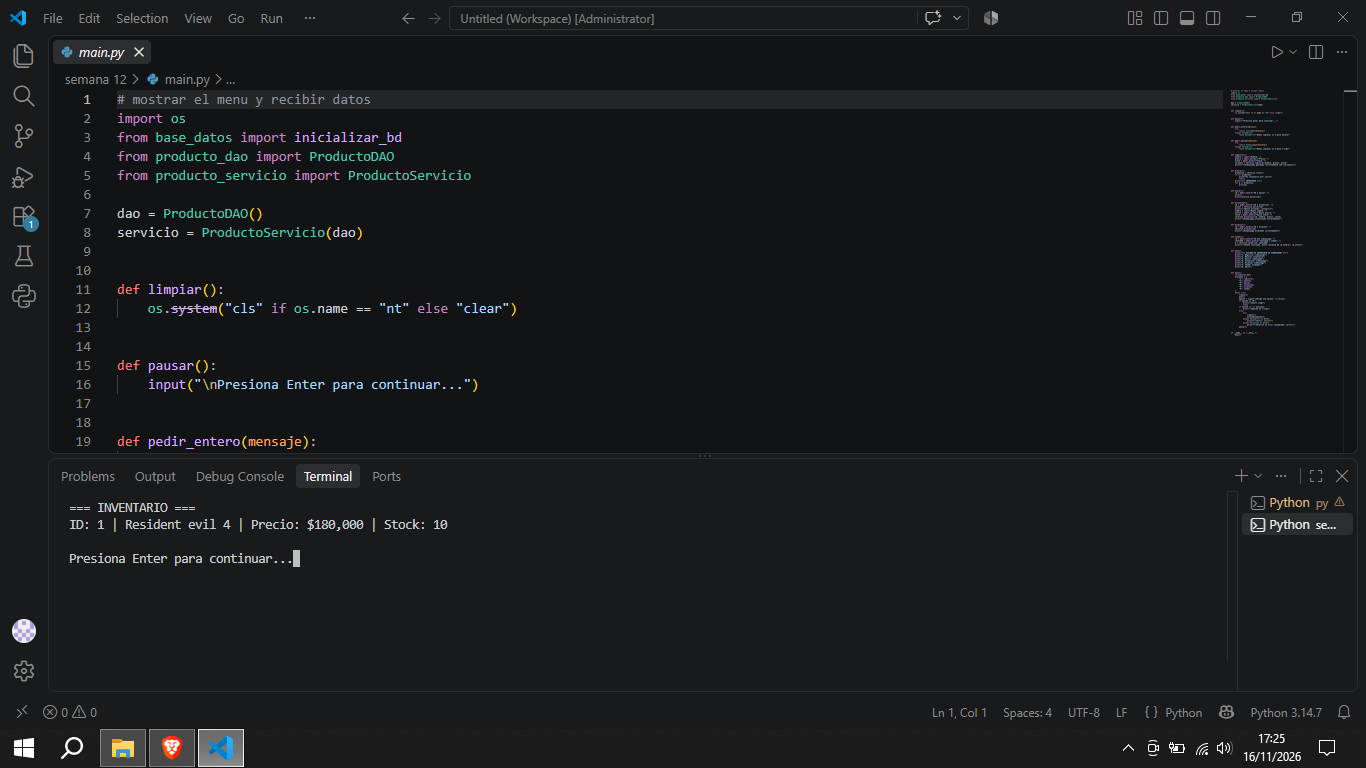 File Edit Selection View Go Run ··· Untitled (Workspace) [Administrator]
main.py
semana 12 > main.py > ...
1 # mostrar el menu y recibir datos
2 import os
3 from base_datos import inicializar_bd
4 from producto_dao import ProductoDAO
5 from producto_servicio import ProductoServicio
6
7 dao = ProductoDAO()
8 servicio = ProductoServicio(dao)
9
10
11 def limpiar():
12 os.system("cls" if os.name == "nt" else "clear")
13
14
15 def pausar():
16 input("\nPresiona Enter para continuar...")
17
18
19 def pedir_entero(mensaje):
Problems Output Debug Console Terminal Ports
=== INVENTARIO ===
ID: 1 | Resident evil 4 | Precio: $180,000 | Stock: 10
Presiona Enter para continuar...
Python py
Python se...
1
0 0 Ln 1, Col 1 Spaces: 4 UTF-8 LF { } Python Python 3.14.7
17:25
16/11/2026